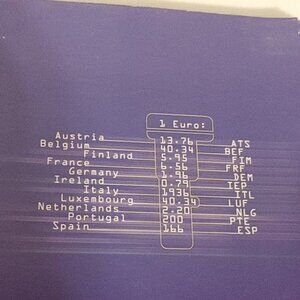 1 Euro:
Austria 13.76 ATS
Belgium 40.34 BEF
Finland 5.95 FIM
France 6.56 FRF
Germany 1.96 DEM
Ireland 0.79 IEP
Italy 1936 ITL
Luxembourg 40.34 LUF
Netherlands 2.20 NLG
Portugal 200 PTE
Spain 166 ESP